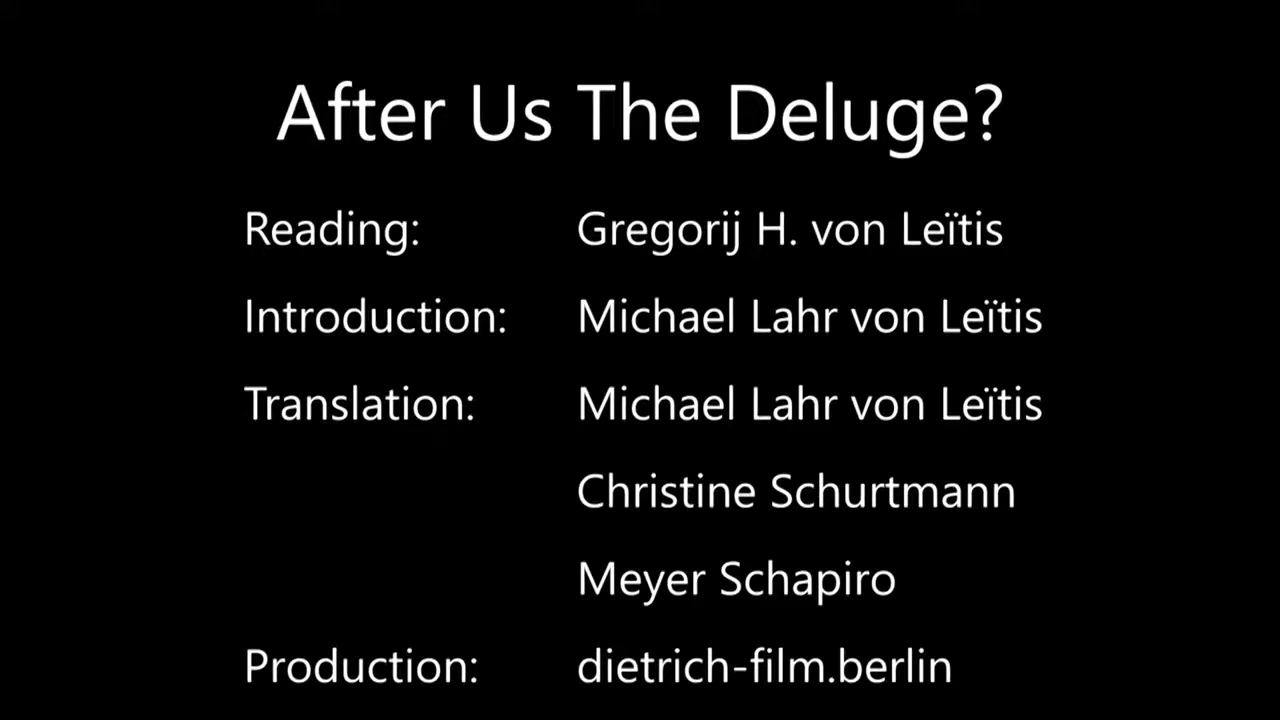 After Us The Deluge?
Reading: Gregorij H. von Leïtis
Introduction: Michael Lahr von Leïtis
Translation: Michael Lahr von Leïtis
Christine Schurtmann
Meyer Schapiro
Production: dietrich-film.berlin